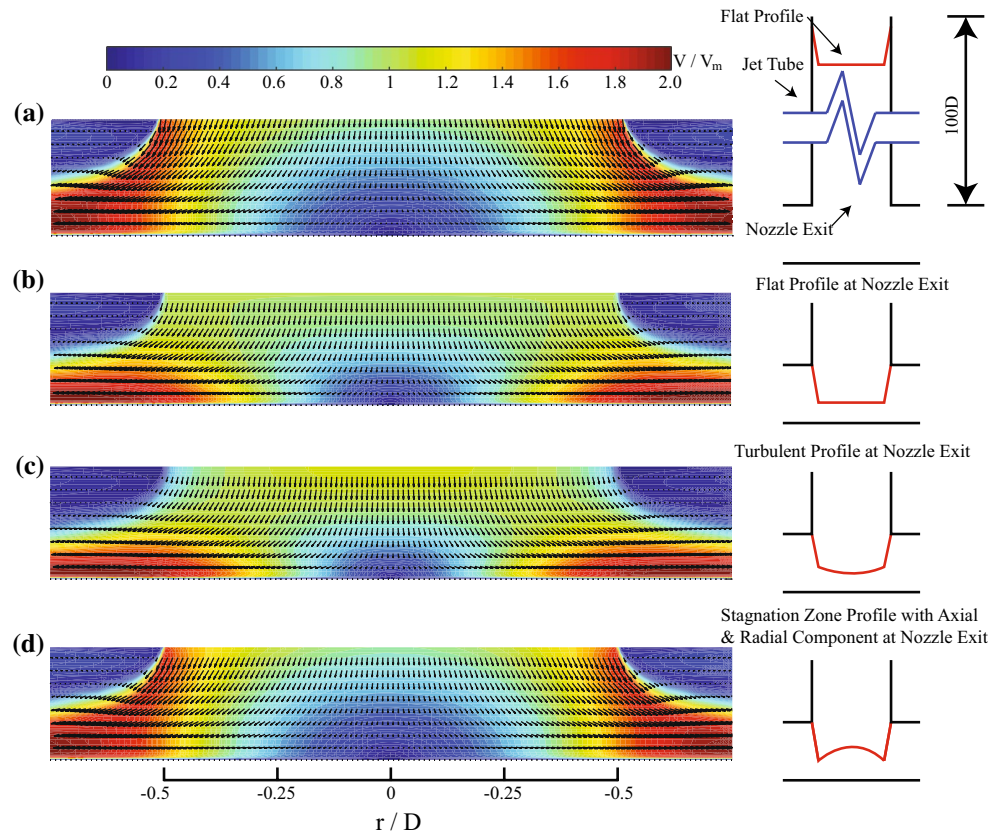 Flat Profile
V / Vm
0 0.2 0.4 0.6 0.8 1 1.2 1.4 1.6 1.8 2.0
Jet Tube
100D
(a)
Nozzle Exit
(b)
Flat Profile at Nozzle Exit
(c)
Turbulent Profile at Nozzle Exit
Stagnation Zone Profile with Axial
& Radial Component at Nozzle Exit
(d)
-0.5 -0.25 0 -0.25 -0.5
r / D